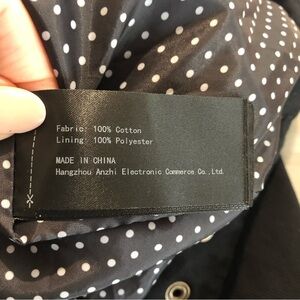 Fabric: 100% Cotton
Lining: 100% Polyester
MADE IN CHINA
Hangzhou Anzhi Electronic Commerce Co.,Ltd.